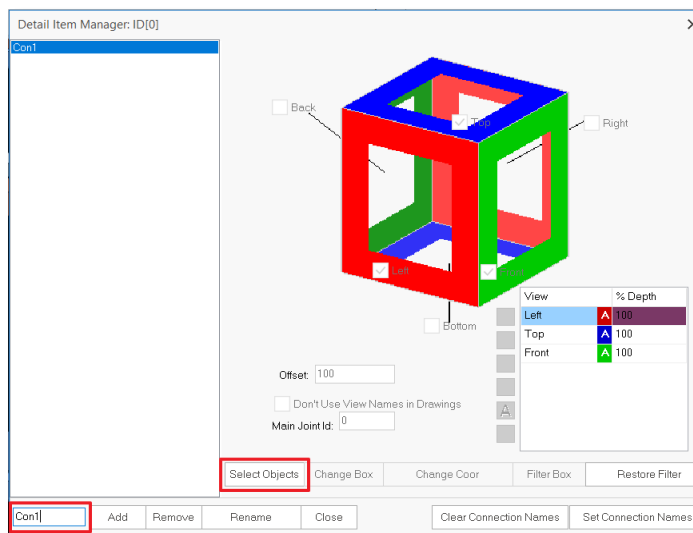 Detail Item Manager: ID[0]
Con1
Back
Top
Right
Left
Bottom
View % Depth
Left A 100
Top A 100
Front A 100
Offset: 100
Don't Use View Names in Drawings
A
Main Joint Id: 0
Select Objects Change Box Change Coor Filter Box Restore Filter
Con1 Add Remove Rename Close Clear Connection Names Set Connection Names